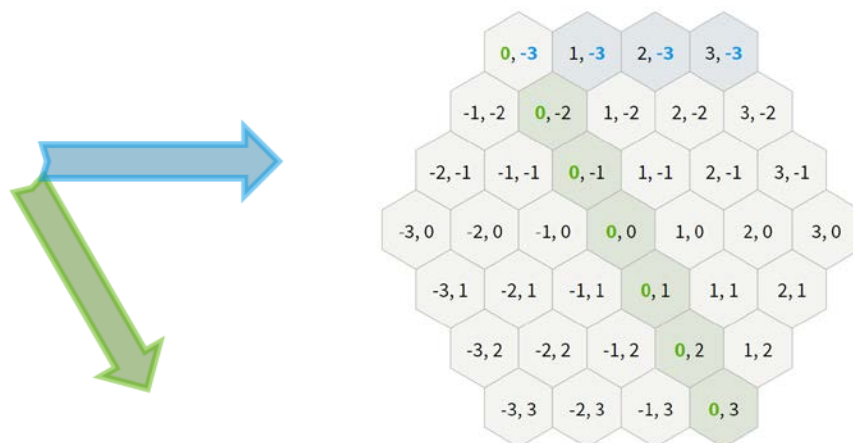 0, -3 1, -3 2, -3 3, -3
-1, -2 0, -2 1, -2 2, -2 3, -2
-2, -1 -1, -1 0, -1 1, -1 2, -1 3, -1
-3, 0 -2, 0 -1, 0 0, 0 1, 0 2, 0 3, 0
-3, 1 -2, 1 -1, 1 0, 1 1, 1 2, 1
-3, 2 -2, 2 -1, 2 0, 2 1, 2
-3, 3 -2, 3 -1, 3 0, 3